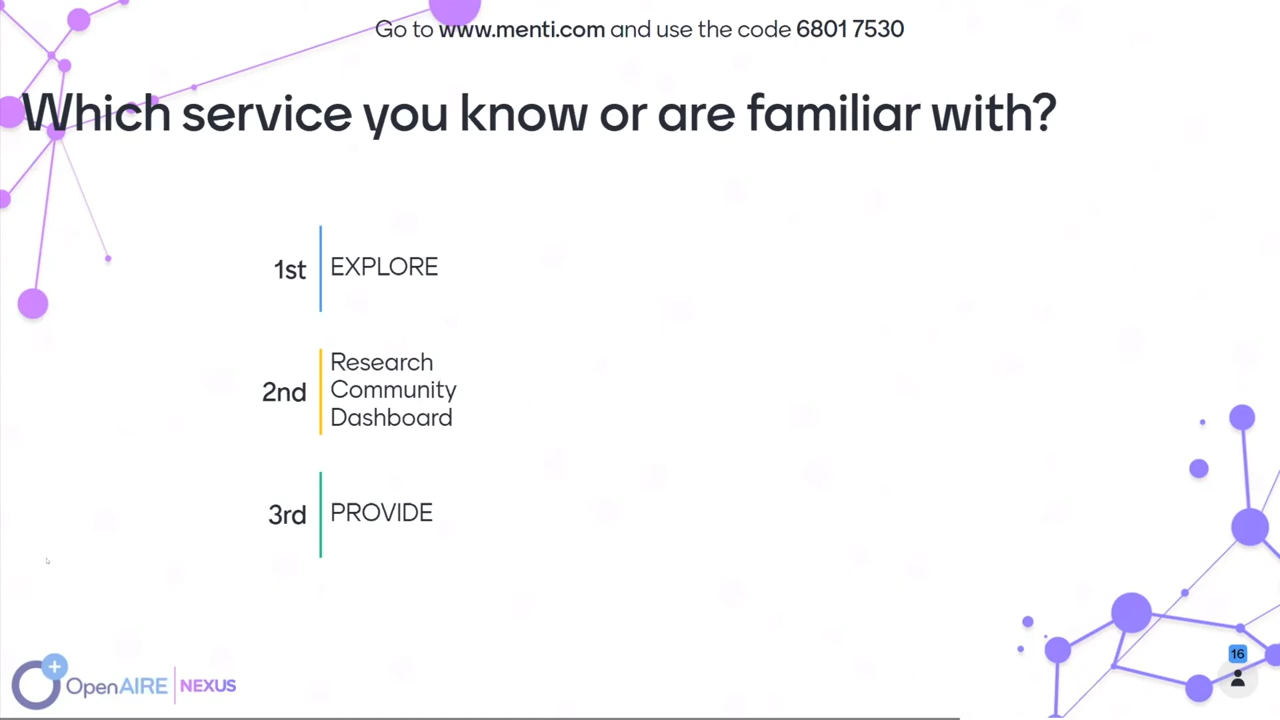 Go to www.menti.com and use the code 6801 7530
Which service you know or are familiar with?
1st
EXPLORE
2nd
Research
Community
Dashboard
3rd
PROVIDE
OpenAIRE NEXUS
16